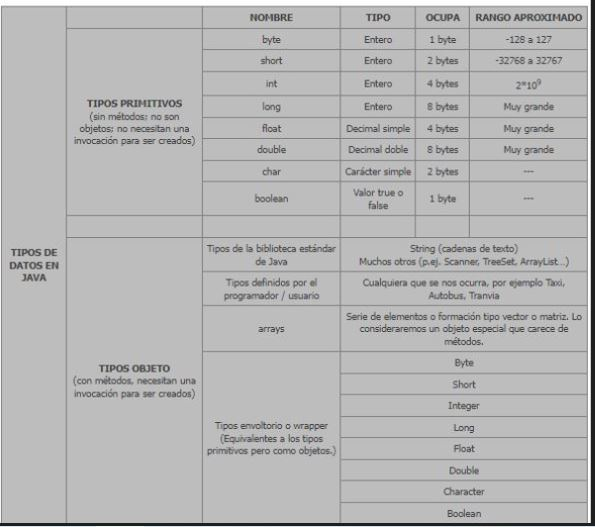 NOMBRE TIPO OCUPA RANGO APROXIMADO
TIPOS DE DATOS EN JAVA
TIPOS PRIMITIVOS
(sin métodos; no son
objetos; no necesitan una
invocación para ser creados)
byte Entero 1 byte -128 a 127
short Entero 2 bytes -32768 a 32767
int Entero 4 bytes 2*10⁹
long Entero 8 bytes Muy grande
float Decimal simple 4 bytes Muy grande
double Decimal doble 8 bytes Muy grande
char Carácter simple 2 bytes ---
boolean Valor true o false 1 byte ---
TIPOS OBJETO
(con métodos, necesitan una
invocación para ser creados)
Tipos de la biblioteca estándar
de Java
String (cadenas de texto)
Muchos otros (p.ej. Scanner, TreeSet, ArrayList…)
Tipos definidos por el
programador / usuario
Cualquiera que se nos ocurra, por ejemplo Taxi,
Autobus, Tranvia
arrays
Serie de elementos o formación tipo vector o matriz. Lo
consideraremos un objeto especial que carece de
métodos.
Tipos envoltorio o wrapper
(Equivalentes a los tipos
primitivos pero como objetos.)
Byte
Short
Integer
Long
Float
Double
Character
Boolean